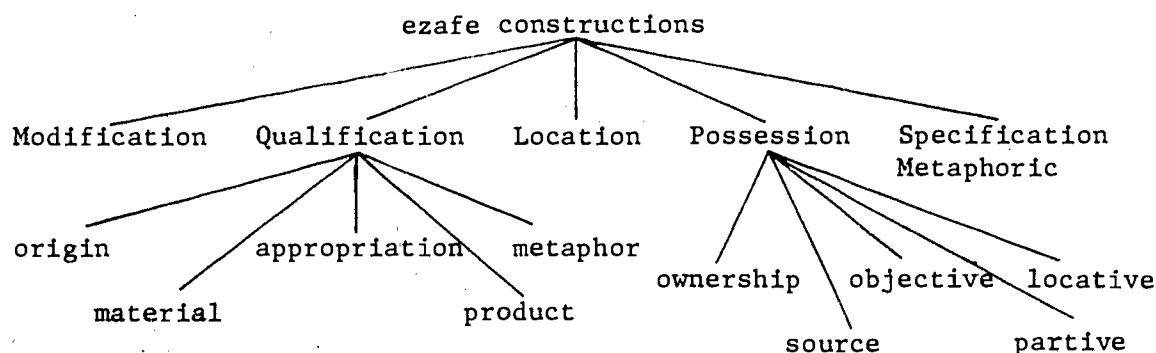 ezafe constructions
Modification Qualification Location Possession Specification
Metaphoric
origin appropriation metaphor
ownership objective locative
material product
source partive